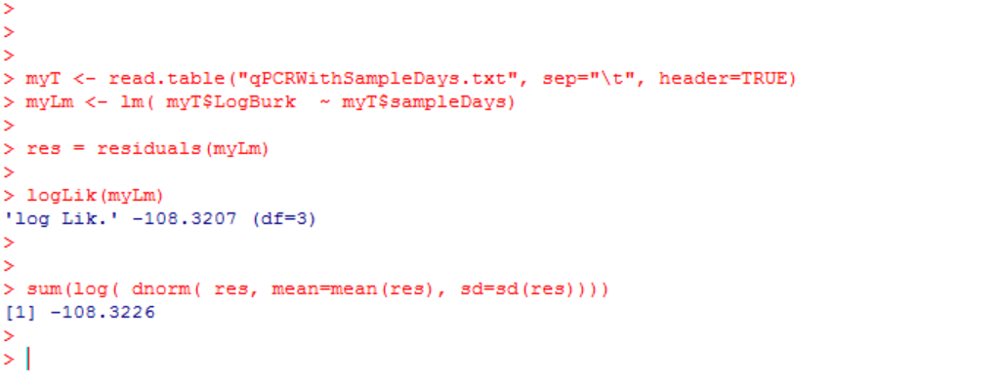 >
>
>
> myT <- read.table("qPCRWithSampleDays.txt", sep="\t", header=TRUE)
> myLm <- lm( myT$LogBurk  ~ myT$sampleDays)
>
> res = residuals(myLm)
>
> logLik(myLm)
'log Lik.' -108.3207 (df=3)
>
>
> sum(log( dnorm( res, mean=mean(res), sd=sd(res))))
[1] -108.3226
>
>